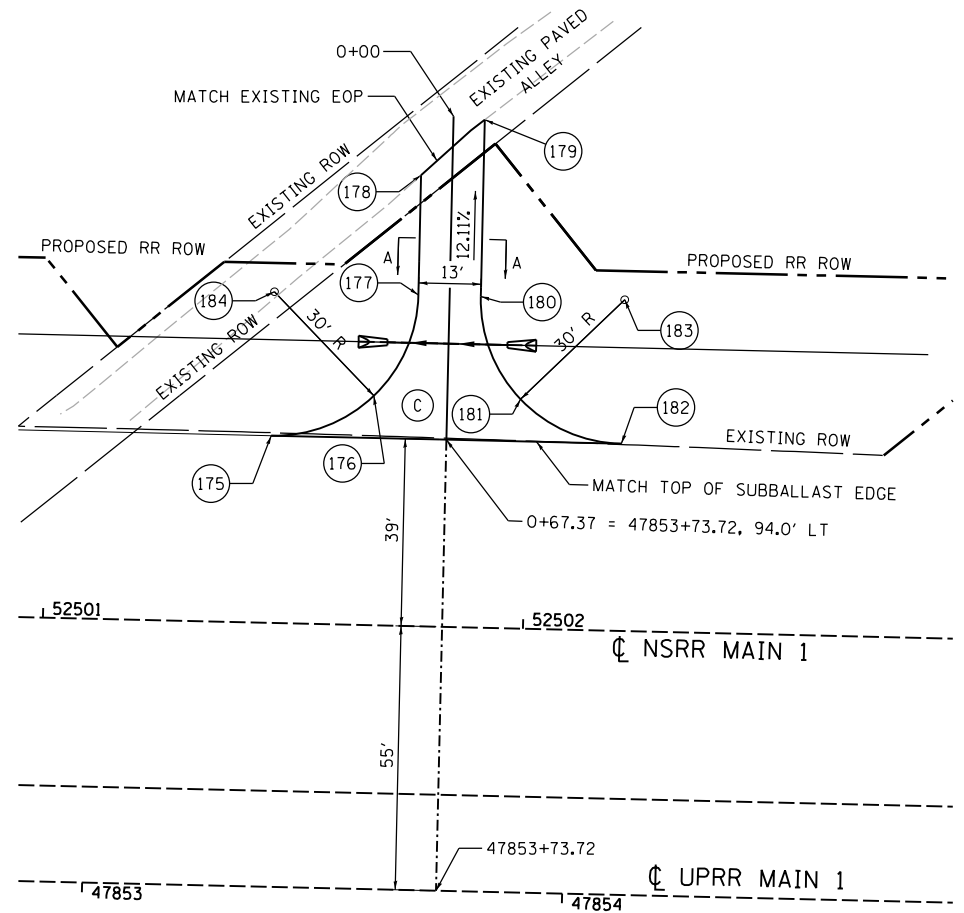 0+00
EXISTING PAVED
ALLEY
MATCH EXISTING EOP
179
EXISTING ROW
178
12.11%
PROPOSED RR ROW
A
A
PROPOSED RR ROW
13'
177
180
184
183
30' R
30' R
EXISTING ROW
C
181
182
EXISTING ROW
176
175
MATCH TOP OF SUBBALLAST EDGE
39'
0+67.37 = 47853+73.72, 94.0' LT
52501
52502
℄ NSRR MAIN 1
55'
47853+73.72
℄ UPRR MAIN 1
47853
47854